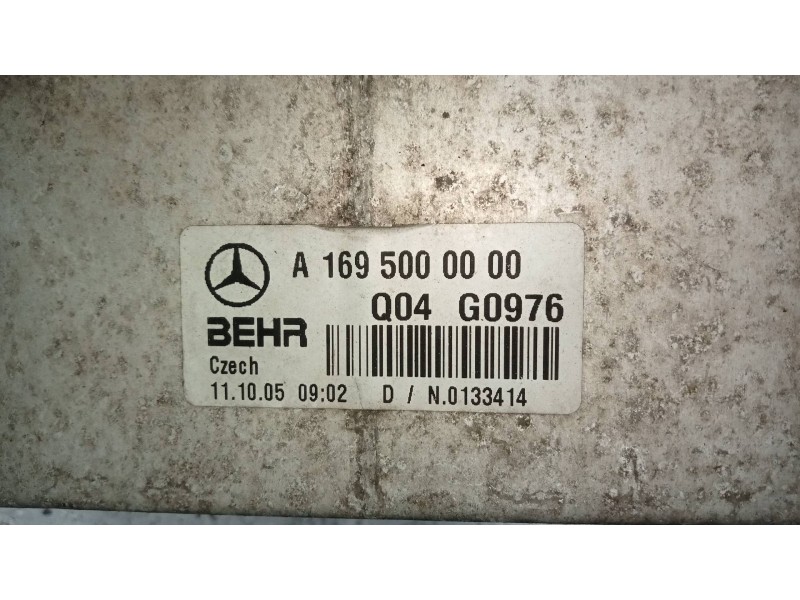 A 169 500 00 00
Q04 G0976
BEHR
Czech
11.10.05 09:02 D / N.0133414